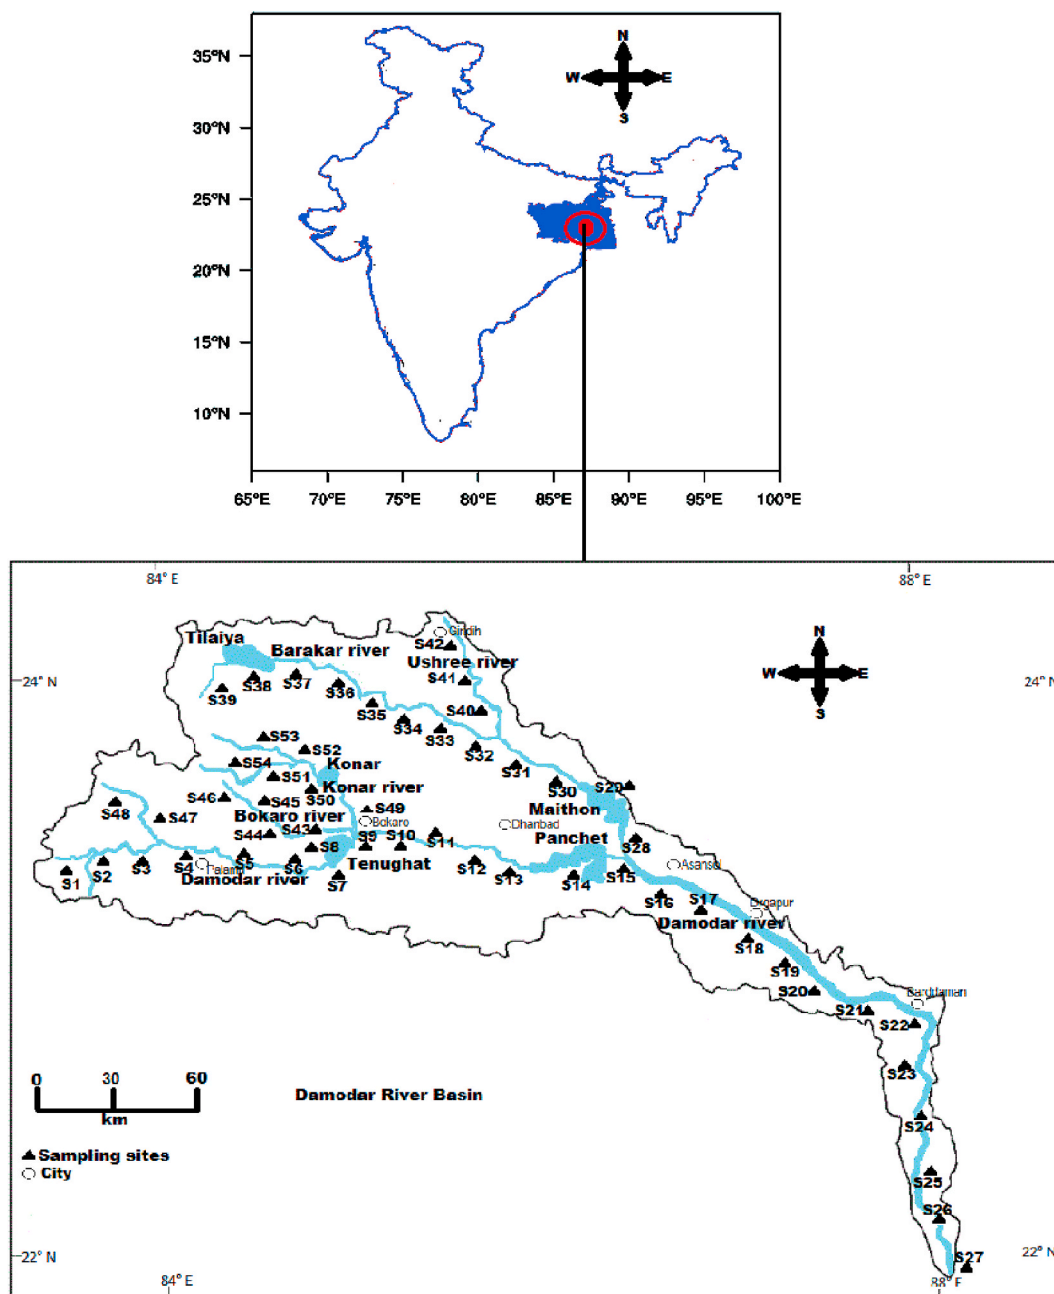 35°N
30°N
25°N
20°N
15°N
10°N
N
W E
S
65°E 70°E 75°E 80°E 85°E 90°E 95°E 100°E
84° E 88° E
24° N 24° N
N
W E
S
Tilaiya
Barakar river
S42 Giridih
Ushree river
S41
S39 S38 S37 S36
S35 S34 S33 S40
S32
S31
S30
S29
Maithon
S53
S52
S54
S51
Konar
Konar river
S50
S49
S48
S47
S46
S45
Bokaro river
Bokaro
S44
S43
Dhanbad
Panchet
S28
S1 S2 S3 S4
S5 S6
S7
S8
S9 S10 S11
Tenughat
Damodar river
S12
S13
S14
S15
Asansol
S16
S17
Damodar river
S18
S19
S20
S21
S22
S23
S24
S25
S26
S27
0 30 60
km
Damodar River Basin
Sampling sites
City
22° N 22° N
84° E 88° E